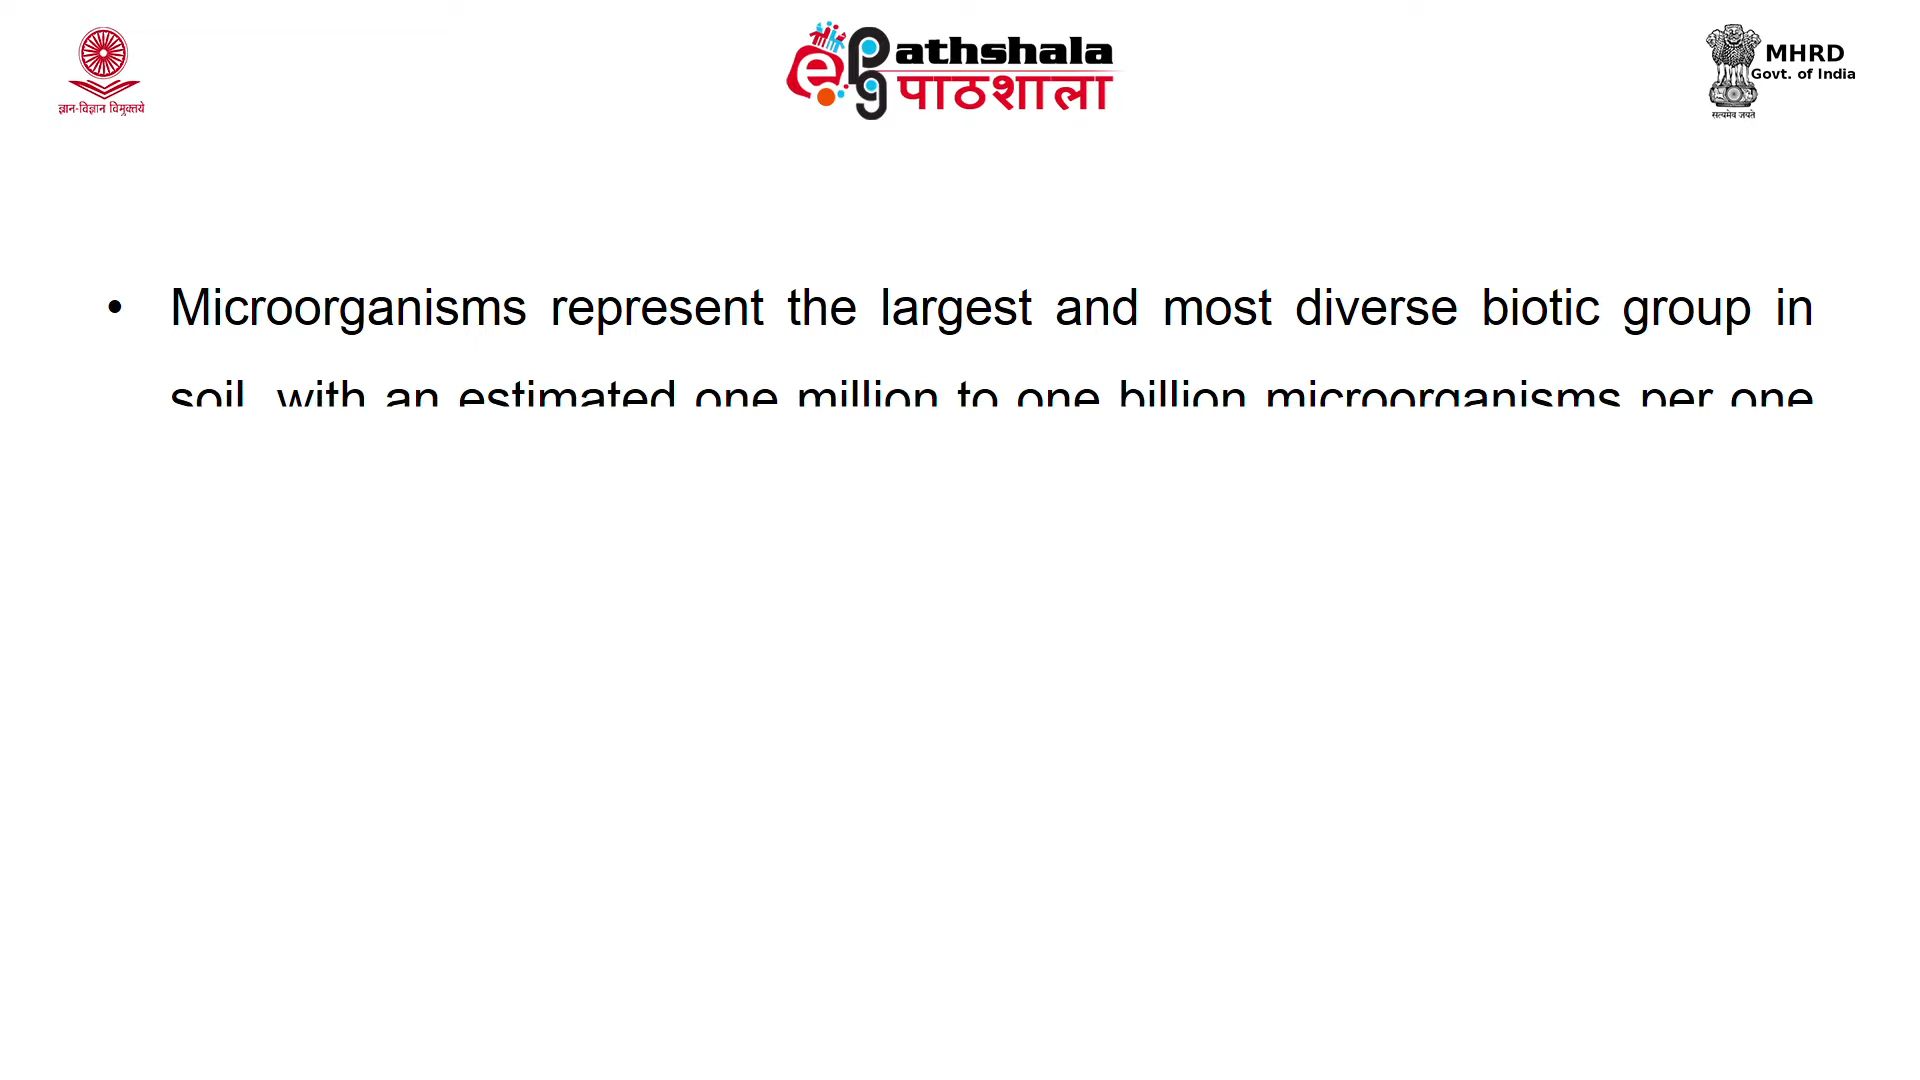 ज्ञान-विज्ञान विमुक्तये
e
pg
athshala
पाठशाला
MHRD
Govt. of India
सत्यमेव जयते
• Microorganisms represent the largest and most diverse biotic group in
soil, with an estimated one million to one billion microorganisms per one